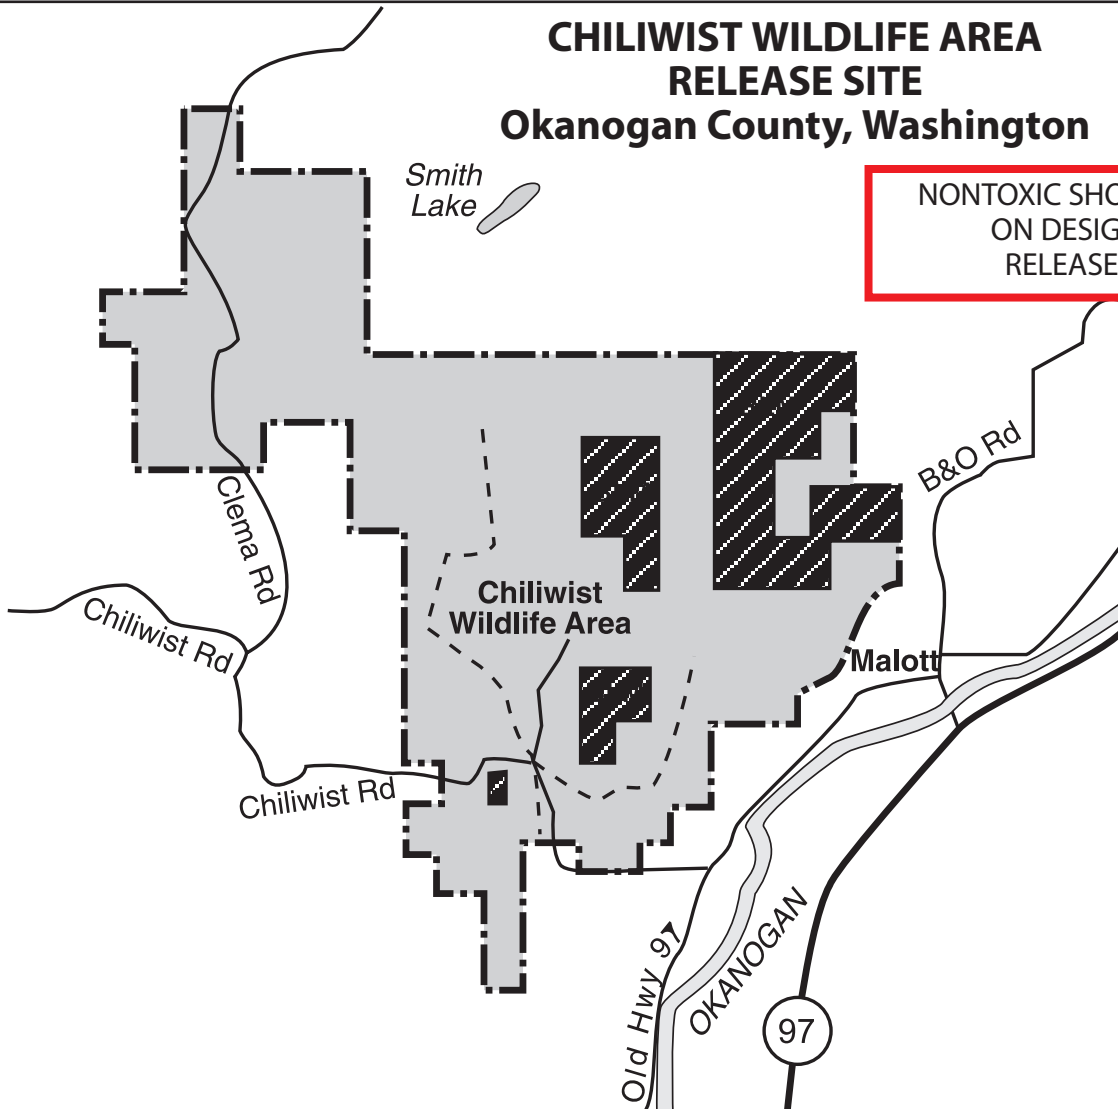 CHILIWIST WILDLIFE AREA
RELEASE SITE
Okanogan County, Washington
Smith
Lake
NONTOXIC SHO
ON DESIG
RELEASE
B&O Rd
Clema Rd
Chiliwist
Wildlife Area
Chiliwist Rd
Malott
Chiliwist Rd
Old Hwy 97
OKANOGAN
97